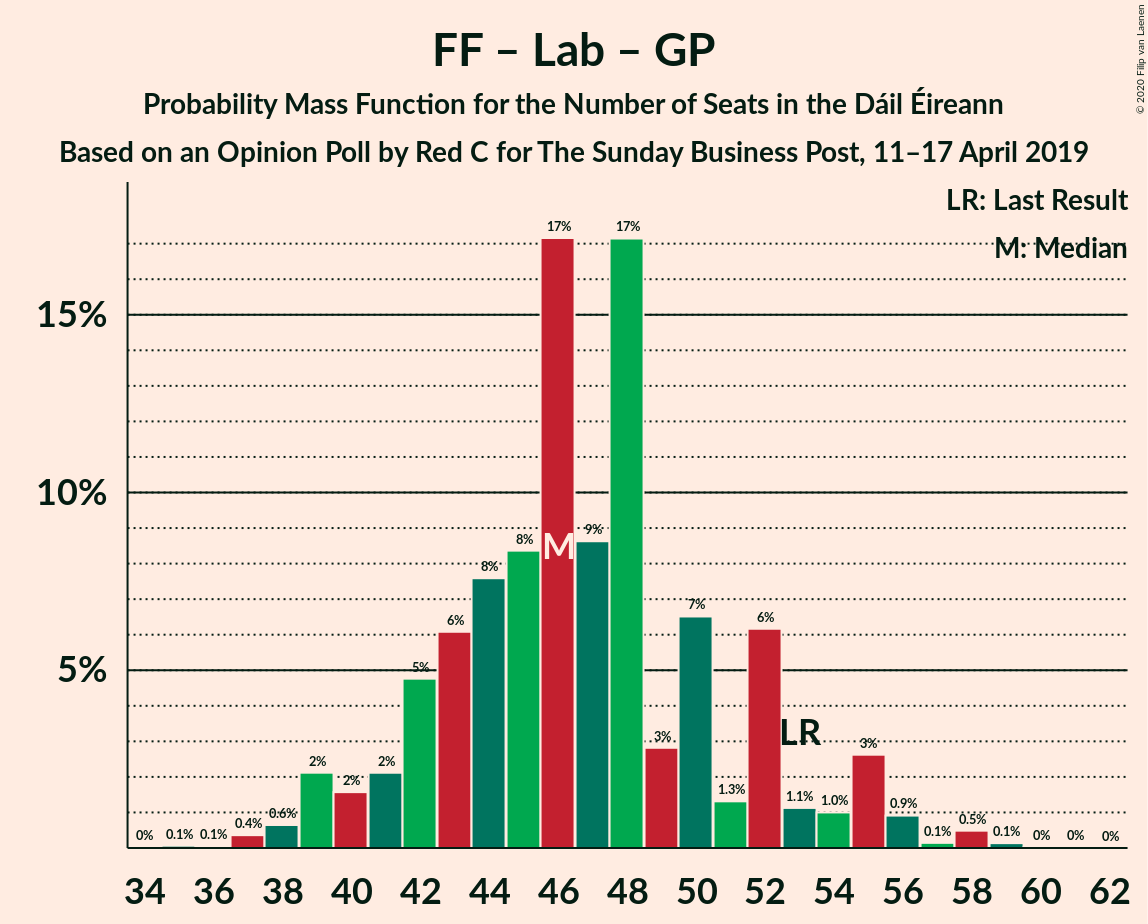 © 2020 Filip van Laenen
FF – Lab – GP
Probability Mass Function for the Number of Seats in the Dáil Éireann
Based on an Opinion Poll by Red C for The Sunday Business Post, 11–17 April 2019
LR: Last Result
M: Median
15%
10%
5%
0% 0.1% 0.1% 0.4% 0.6% 2% 2% 2% 5% 6% 8% 8% 17% 9% 17% 3% 7% 1.3% 6% 1.1% 1.0% 3% 0.9% 0.1% 0.5% 0.1% 0% 0% 0%
M
LR
34 36 38 40 42 44 46 48 50 52 54 56 58 60 62